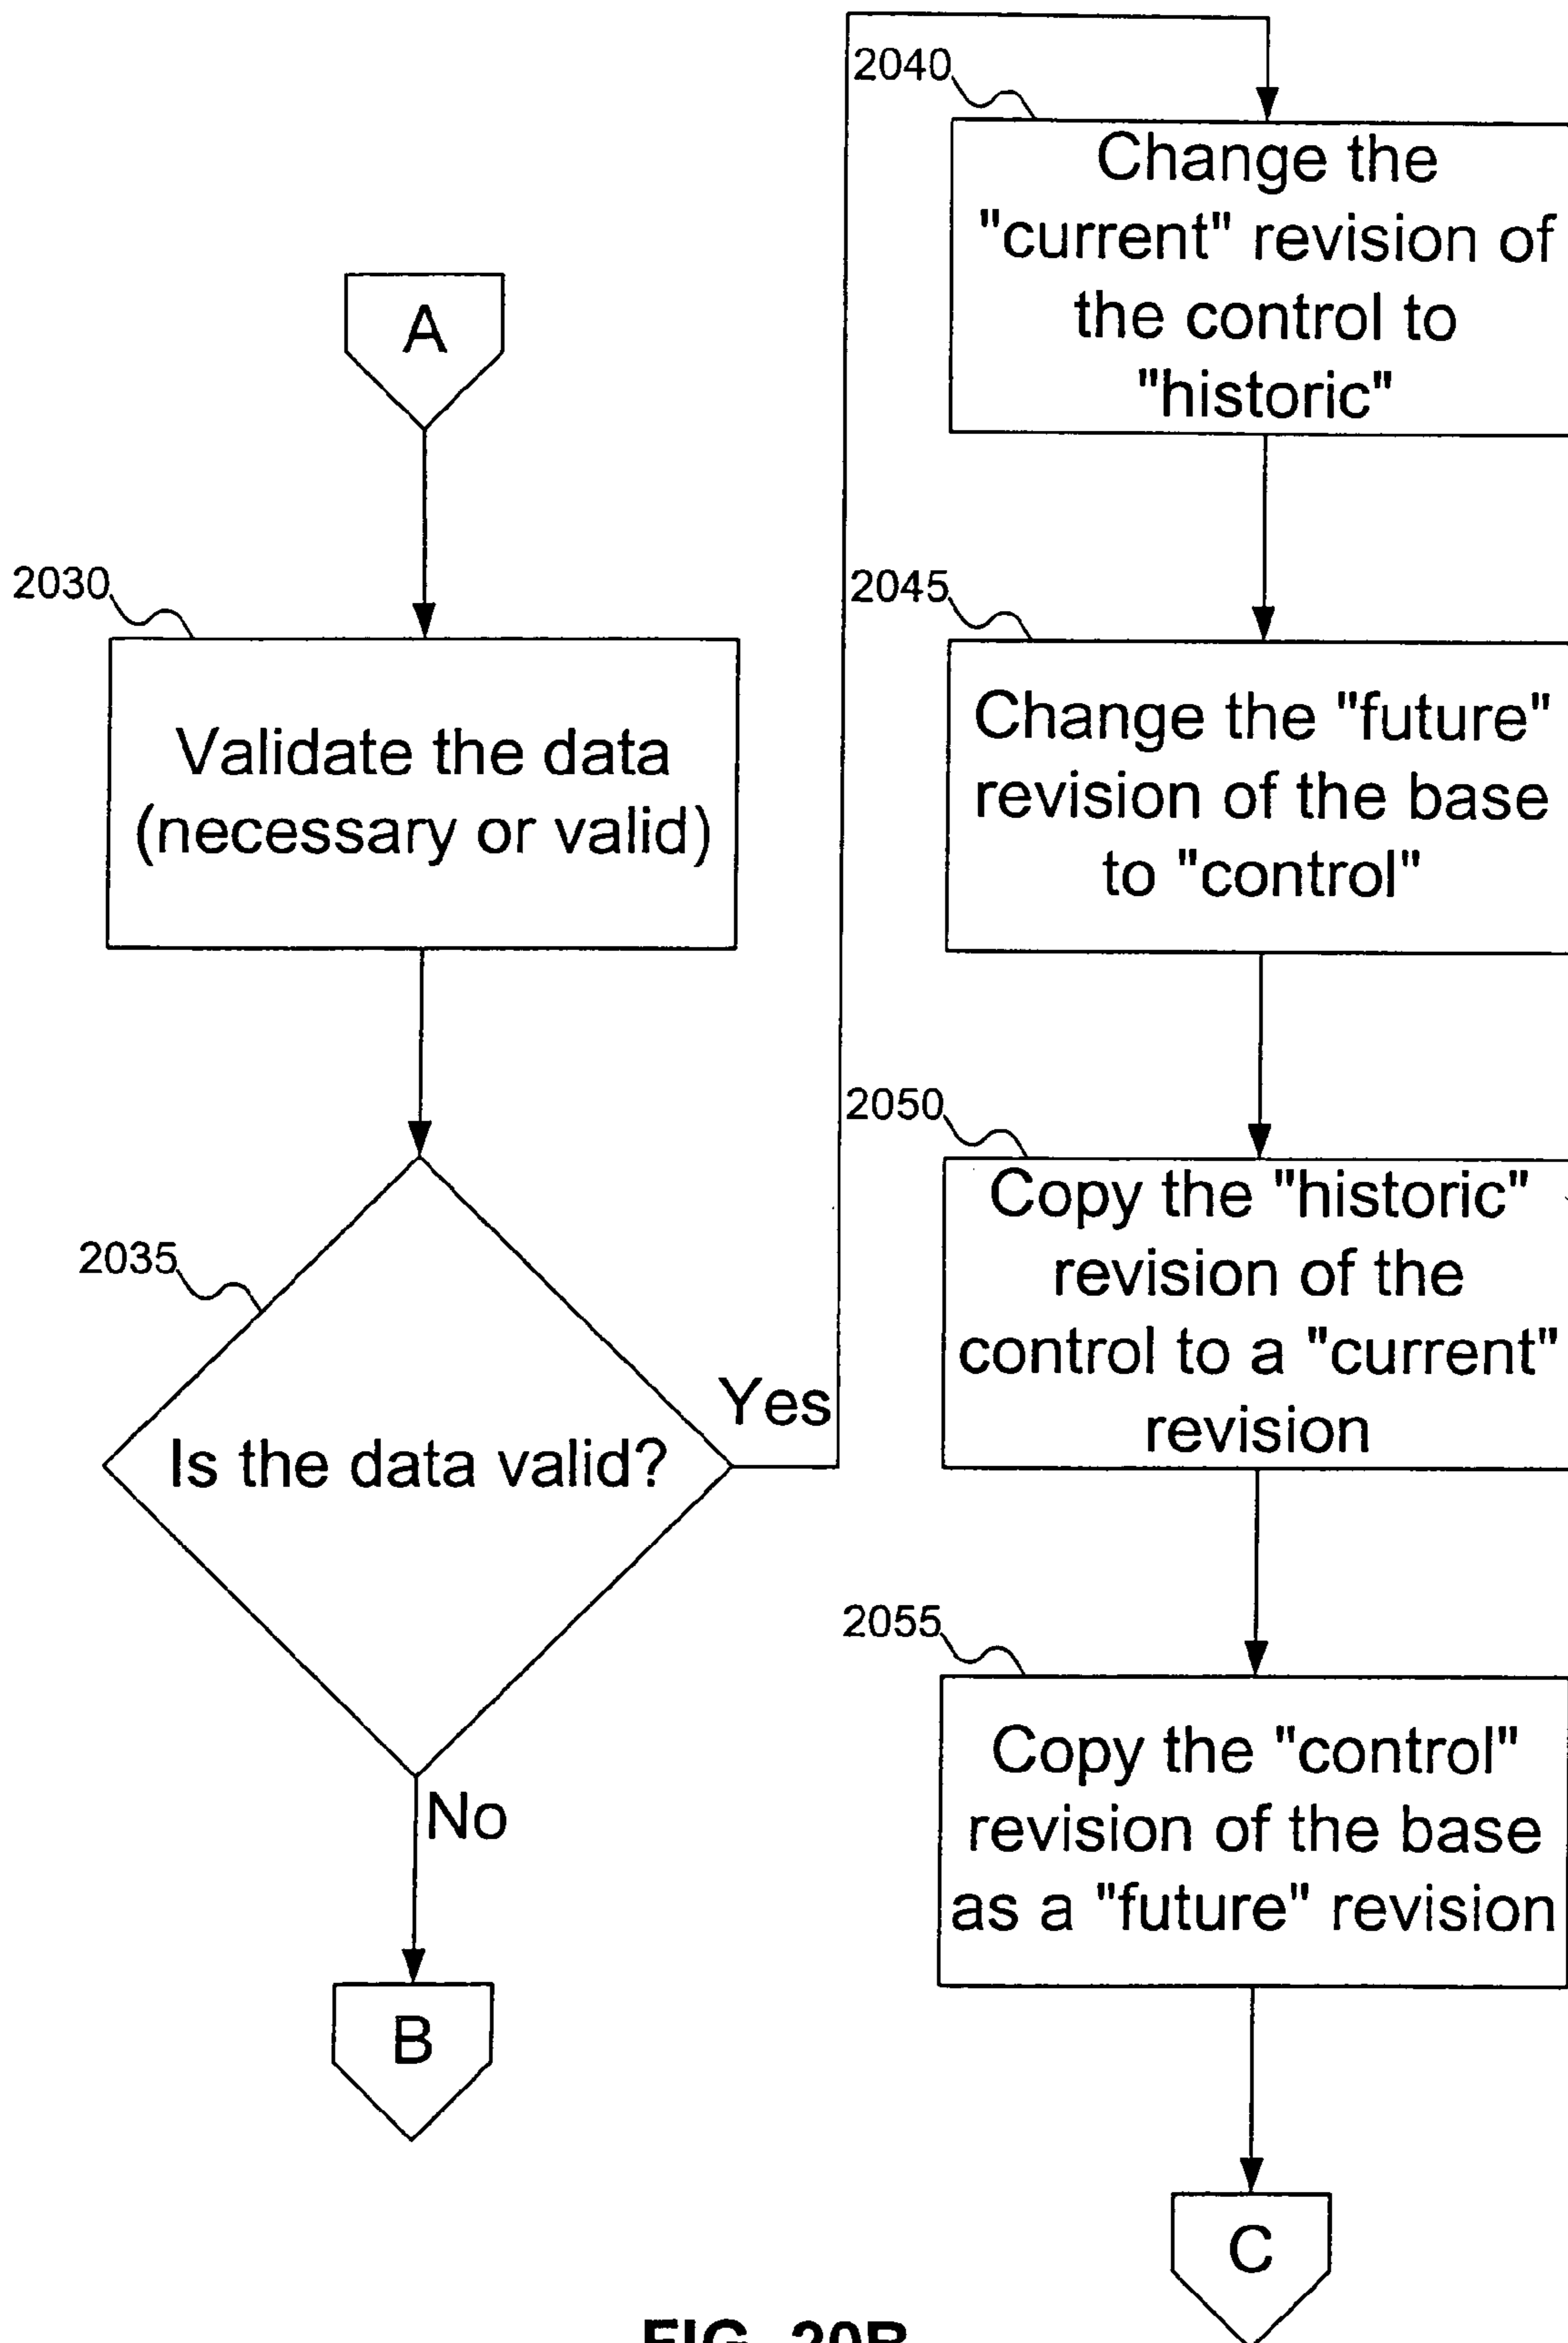 A
2030
Validate the data
(necessary or valid)
2035
Is the data valid?
Yes
No
B
2040
Change the
"current" revision of
the control to
"historic"
2045
Change the "future"
revision of the base
to "control"
2050
Copy the "historic"
revision of the
control to a "current"
revision
2055
Copy the "control"
revision of the base
as a "future" revision
C
FIG. 20B